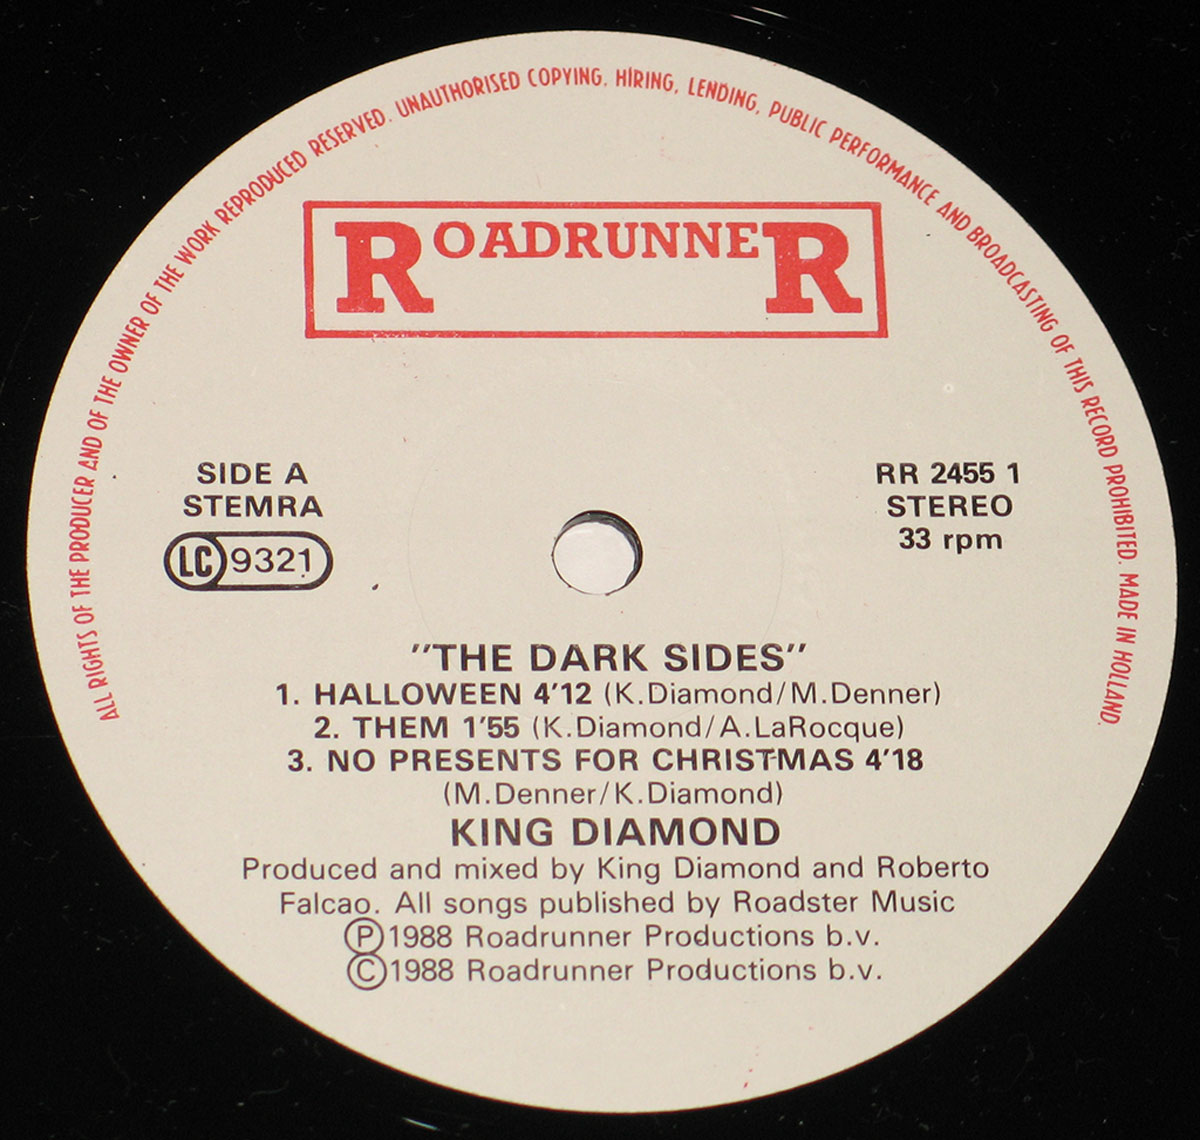 ALL RIGHTS OF THE PRODUCER AND OF THE OWNER OF THE WORK REPRODUCED RESERVED. UNAUTHORISED COPYING. HIRING, LENDING, PUBLIC PERFORMANCE AND BROADCASTING OF THIS RECORD PROHIBITED. MADE IN HOLLAND
ROADRUNNER
SIDE A
STEMRA
LC 9321
RR 2455 1
STEREO
33 rpm
"THE DARK SIDES"
1. HALLOWEEN 4'12 (K.Diamond/M.Denner)
2. THEM 1'55 (K.Diamond/A.LaRocque)
3. NO PRESENTS FOR CHRISTMAS 4'18
(M.Denner/K.Diamond)
KING DIAMOND
Produced and mixed by King Diamond and Roberto
Falcao. All songs published by Roadster Music
Ⓟ1988 Roadrunner Productions b.v.
©1988 Roadrunner Productions b.v.